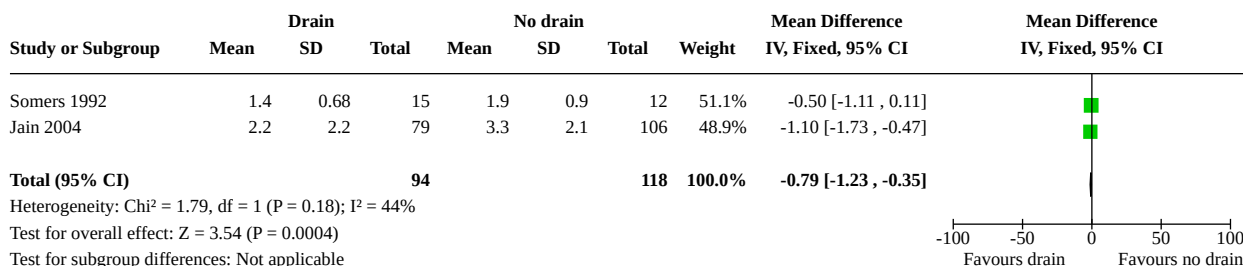 Drain No drain Mean Difference Mean Difference
Study or Subgroup Mean SD Total Mean SD Total Weight IV, Fixed, 95% CI IV, Fixed, 95% CI
Somers 1992 1.4 0.68 15 1.9 0.9 12 51.1% -0.50 [-1.11 , 0.11]
Jain 2004 2.2 2.2 79 3.3 2.1 106 48.9% -1.10 [-1.73 , -0.47]
Total (95% CI) 94 118 100.0% -0.79 [-1.23 , -0.35]
Heterogeneity: Chi² = 1.79, df = 1 (P = 0.18); I² = 44%
Test for overall effect: Z = 3.54 (P = 0.0004) -100 -50 0 50 100
Test for subgroup differences: Not applicable Favours drain Favours no drain